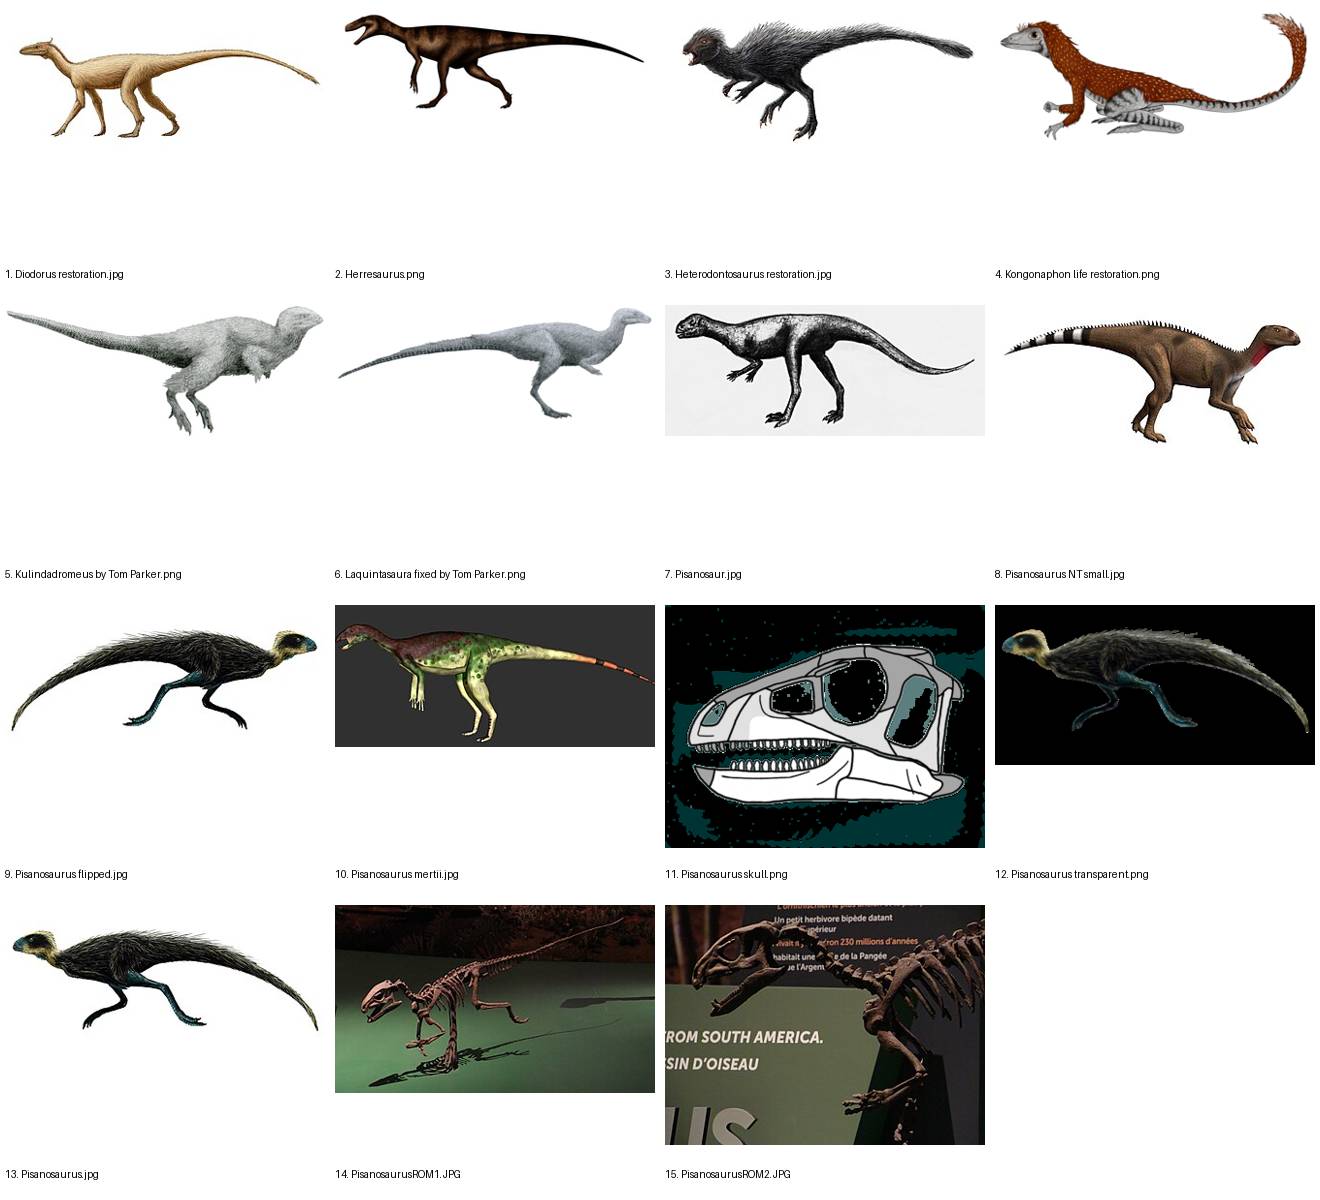 1. Diodorus restoration.jpg
2. Herresaurus.png
3. Heterodontosaurus restoration.jpg
4. Kongonaphon life restoration.png
5. Kulindadromeus by Tom Parker.png
6. Laquintasaura fixed by Tom Parker.png
7. Pisanosaur.jpg
8. Pisanosaurus NT small.jpg
9. Pisanosaurus flipped.jpg
10. Pisanosaurus mertii.jpg
11. Pisanosaurus skull.png
12. Pisanosaurus transparent.png
Un petit herbivore bipède datant
230 millions d'années
de la Pangée
FROM SOUTH AMERICA.
D'OISEAU
US
13. Pisanosaurus.jpg
14. PisanosaurusROM1.JPG
15. PisanosaurusROM2.JPG